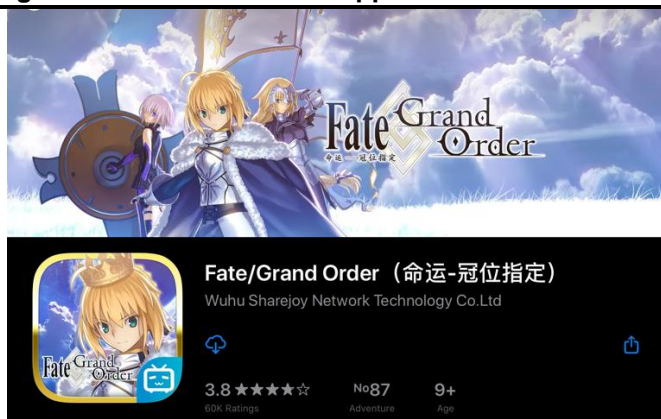 Fate Grand
Order
命运-冠位指定
Fate/Grand Order（命运-冠位指定）
Wuhu Sharejoy Network Technology Co.Ltd
Fate Grand
Order
3.8 ★★★★☆
No87
9+
60K Ratings
Adventure
Age